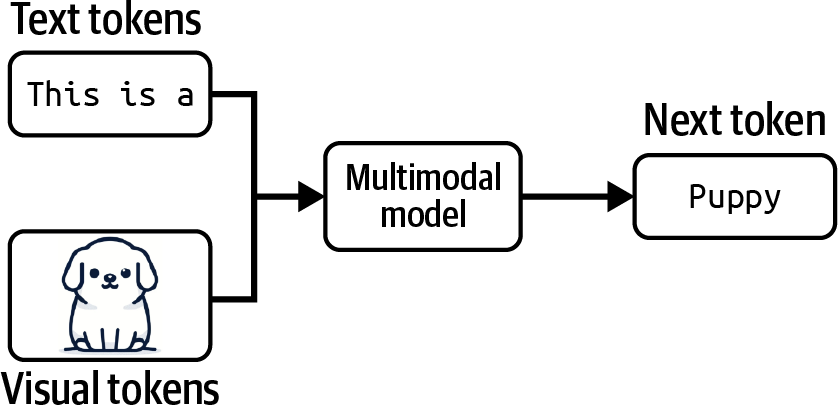 Text tokens
This is a
Visual tokens
Multimodal
model
Next token
Puppy